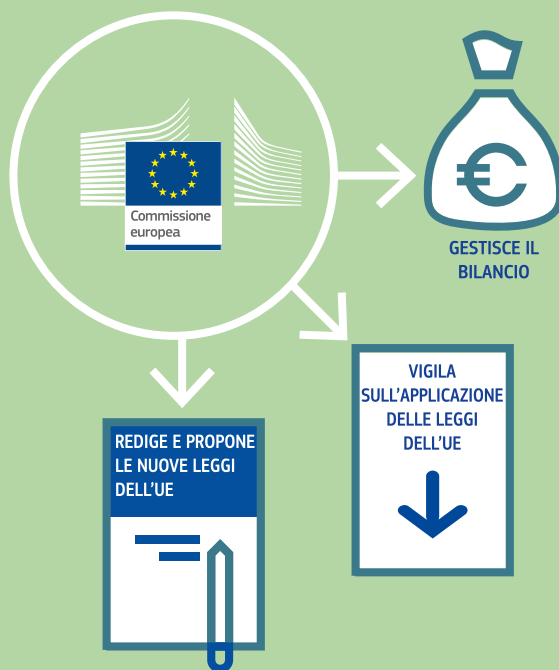 Commissione
europea
GESTISCE IL
BILANCIO
VIGILA
SULL'APPLICAZIONE
DELLE LEGGI
DELL'UE
REDIGE E PROPONE
LE NUOVE LEGGI
DELL'UE